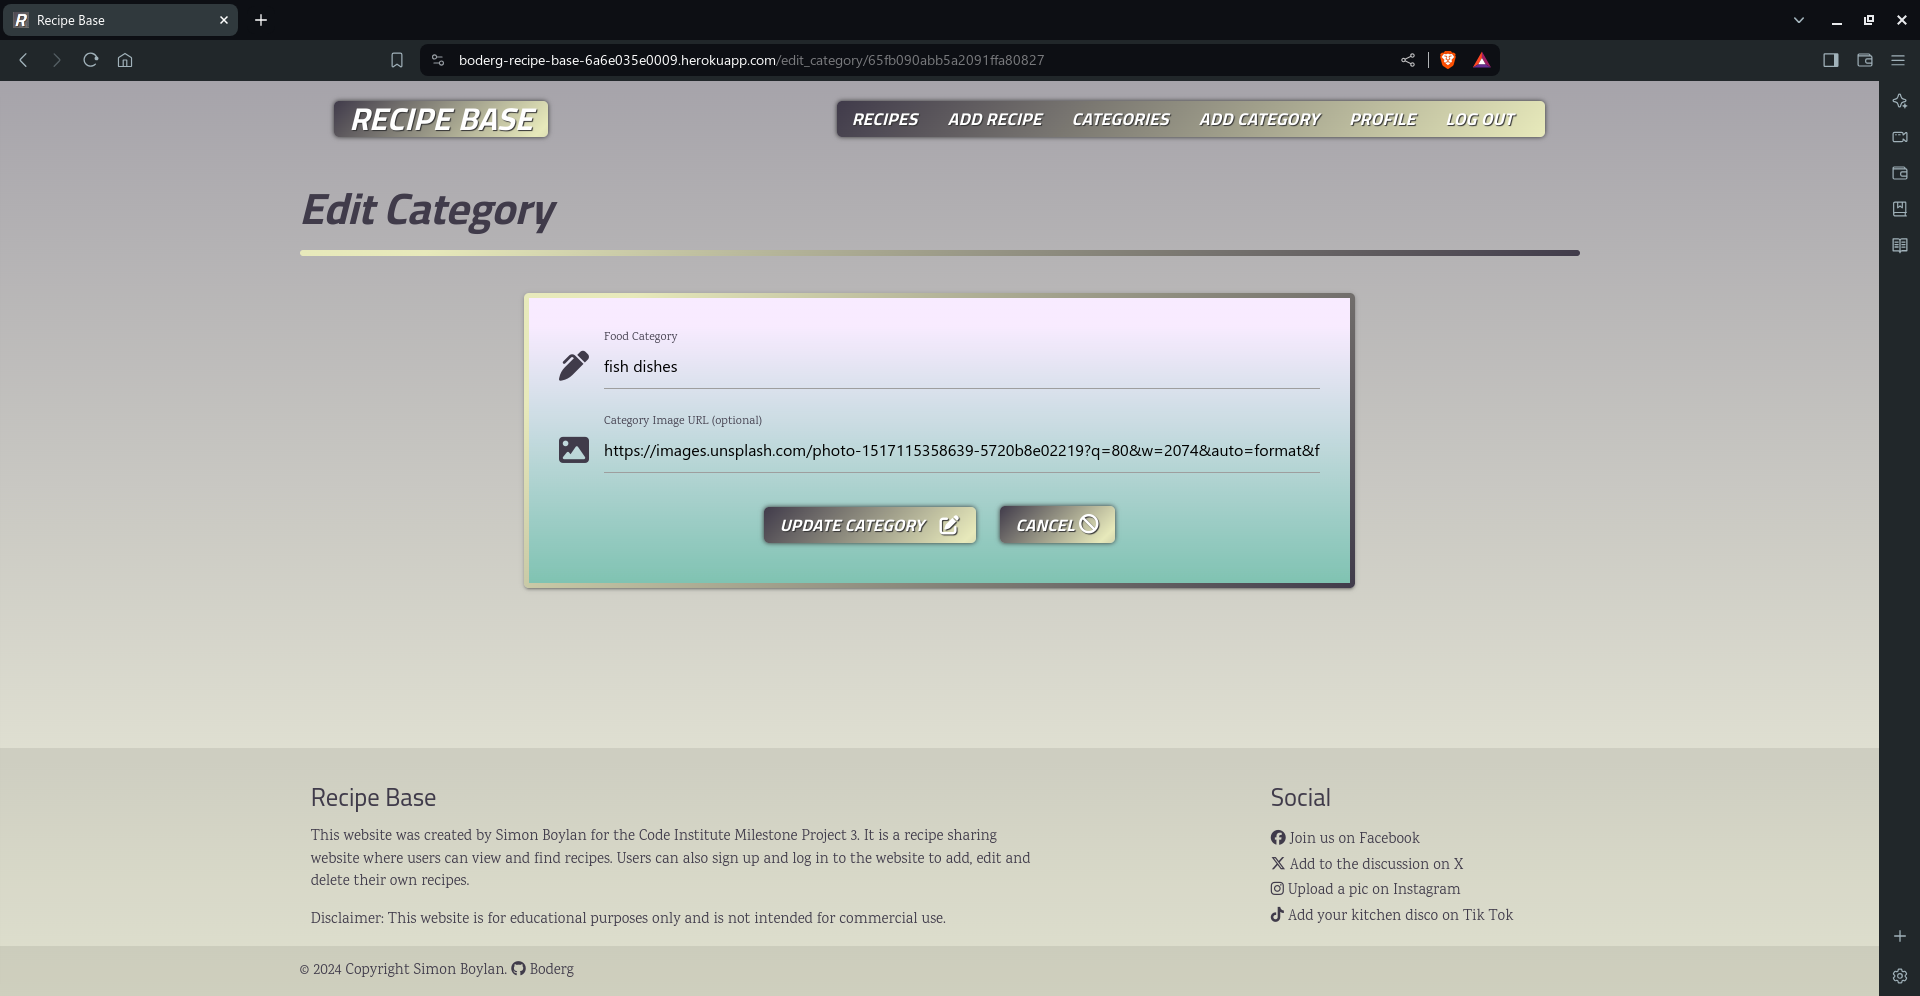 Recipe Base
boderg-recipe-base-6a6e035e0009.herokuapp.com/edit_category/65fb090abb5a2091ffa80827
RECIPE BASE
RECIPES ADD RECIPE CATEGORIES ADD CATEGORY PROFILE LOG OUT
Edit Category
Food Category
fish dishes
Category Image URL (optional)
https://images.unsplash.com/photo-1517115358639-5720b8e02219?q=80&w=2074&auto=format&f
UPDATE CATEGORY CANCEL
Recipe Base
This website was created by Simon Boylan for the Code Institute Milestone Project 3. It is a recipe sharing
website where users can view and find recipes. Users can also sign up and log in to the website to add, edit and
delete their own recipes.
Disclaimer: This website is for educational purposes only and is not intended for commercial use.
Social
Join us on Facebook
Add to the discussion on X
Upload a pic on Instagram
Add your kitchen disco on Tik Tok
© 2024 Copyright Simon Boylan. Boderg